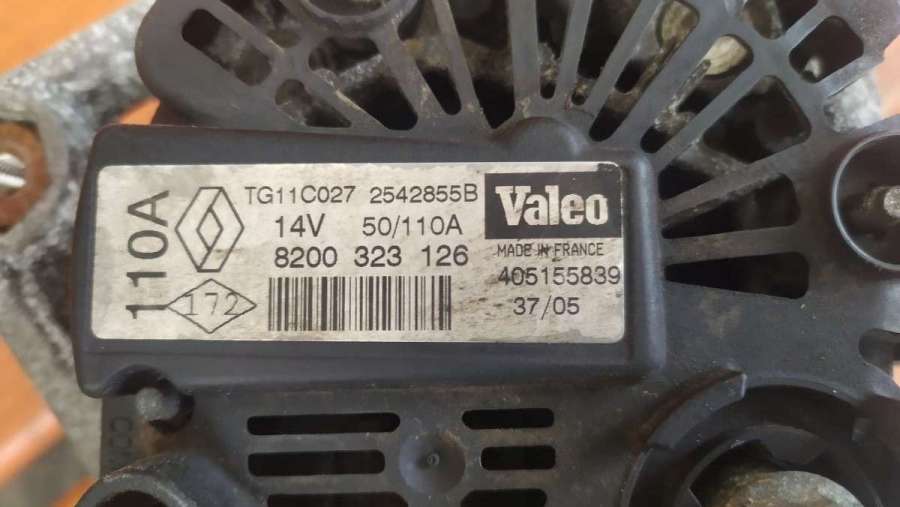 110A
TG11C027 2542855B
14V 50/110A
8200 323 126
172
Valeo
MADE IN FRANCE
405155839
37/05